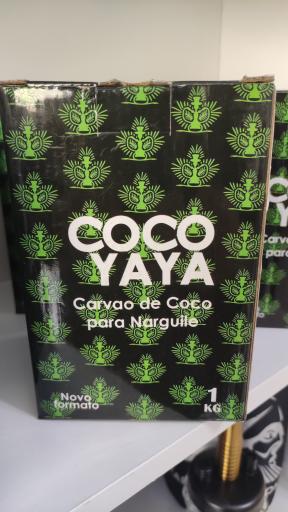 COCO
YAYA
Carvao de Coco
para Narguile
Novo
formato
1
KG